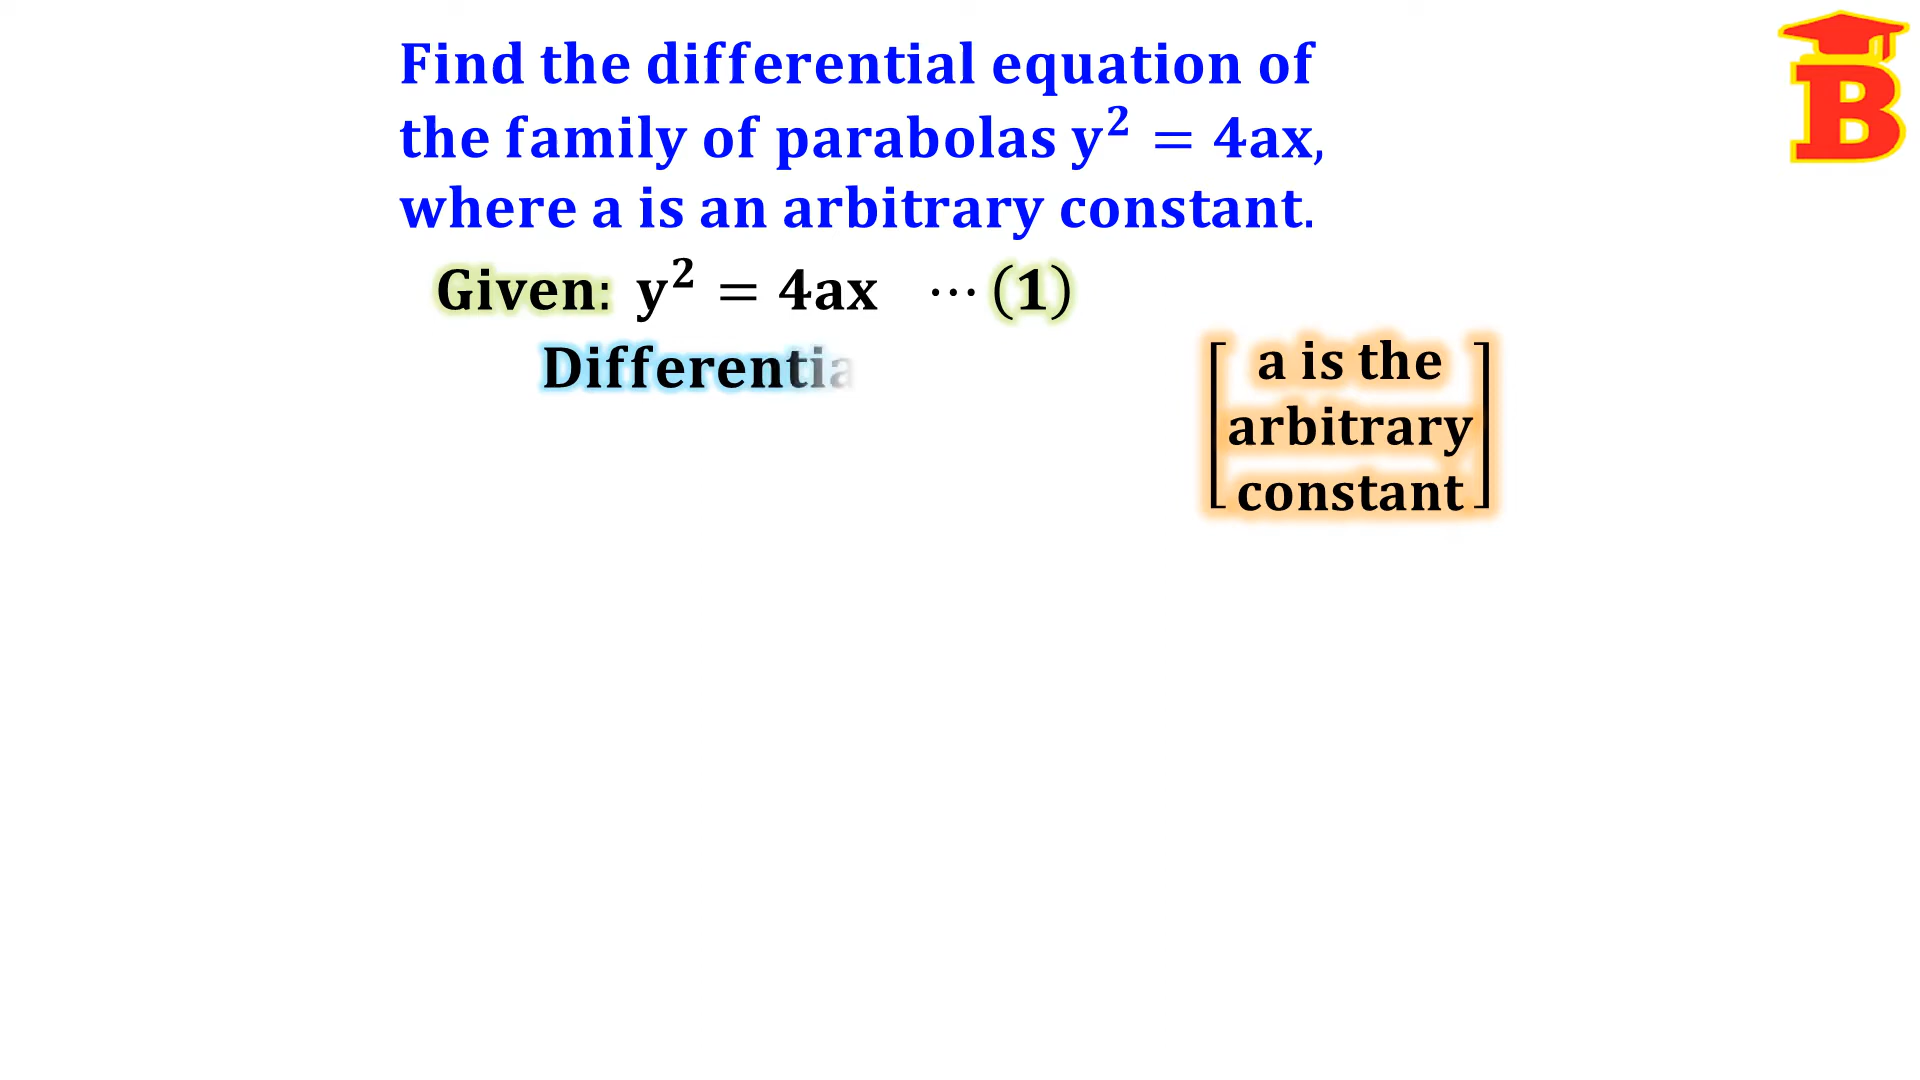 Find the differential equation of
the family of parabolas y² = 4ax,
where a is an arbitrary constant.
Given: y² = 4ax ⋯ (1)
Differentia
a is the
arbitrary
constant
B